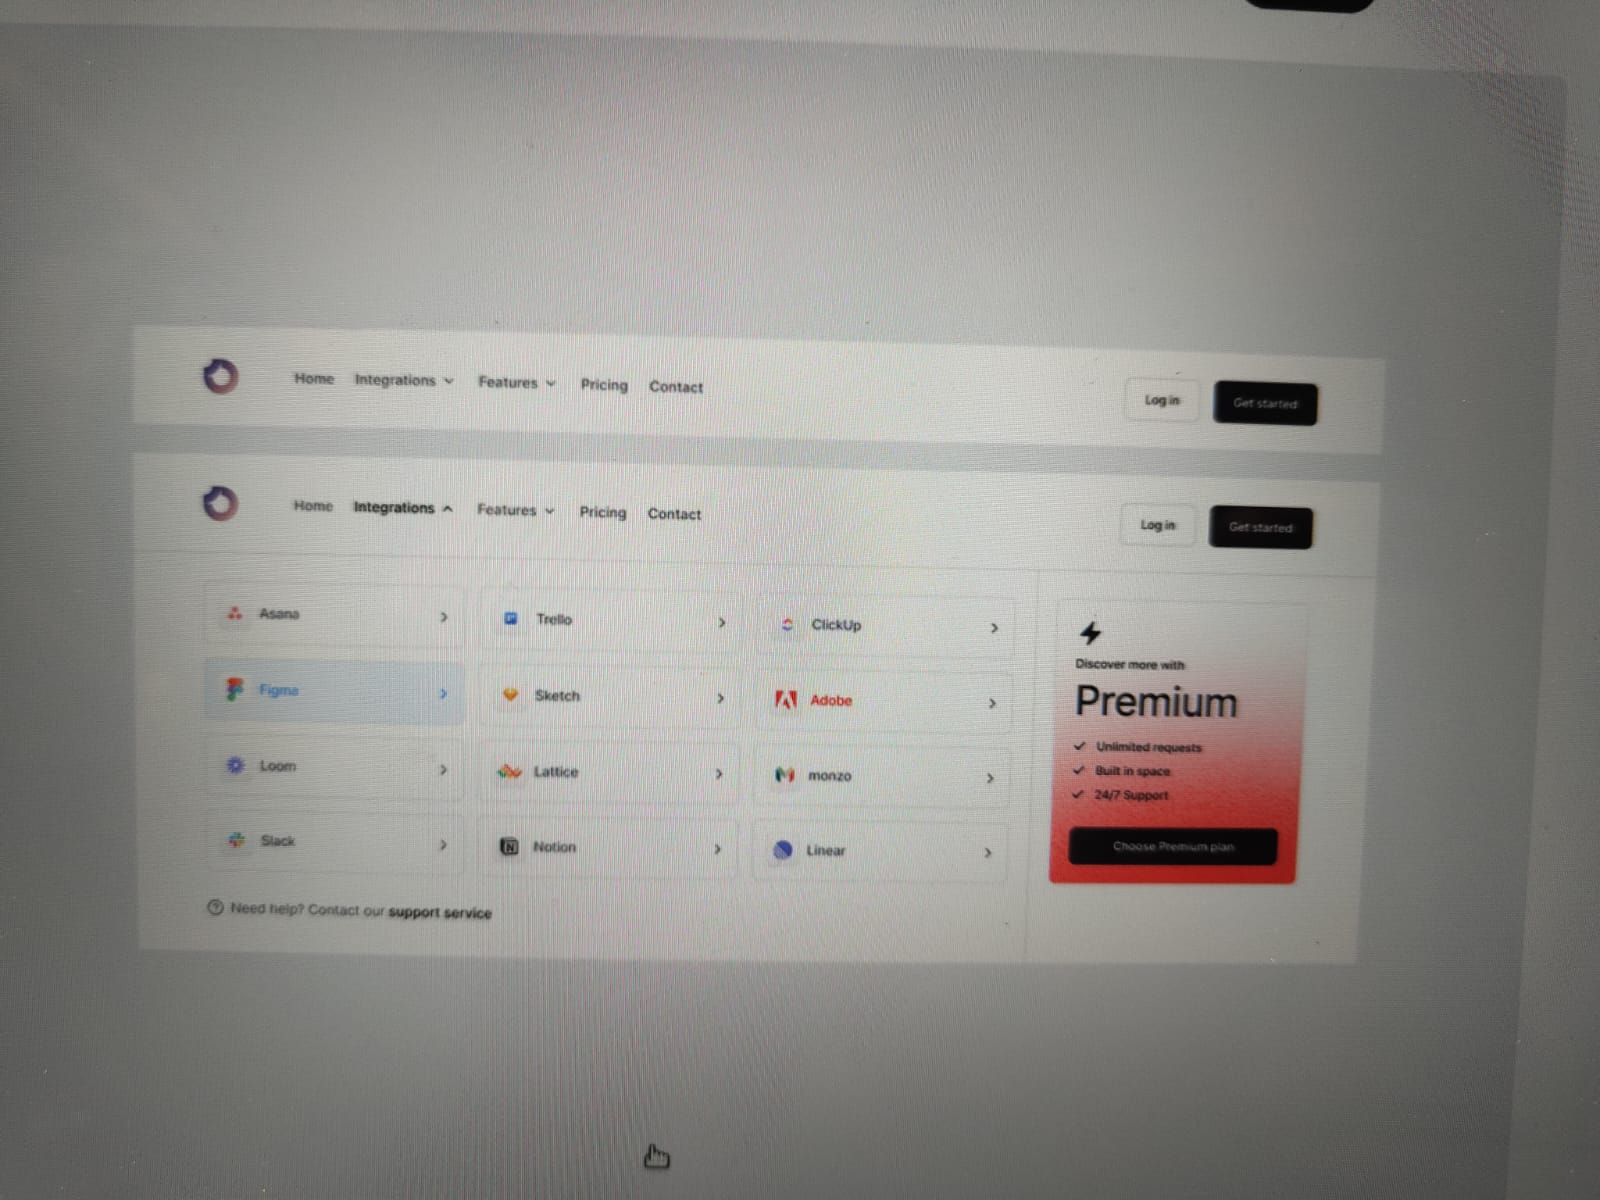 Home Integrations Features Pricing Contact Log in Get started
Home Integrations Features Pricing Contact Log in Get started
Asana Trello ClickUp
Figma Sketch Adobe
Loom Lattice monzo
Slack Notion Linear
Need help? Contact our support service
Discover more with
Premium
Unlimited requests
Built in space
24/7 Support
Choose Premium plan